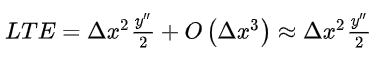 LTE = Δx² y″/2 + O (Δx³) ≈ Δx² y″/2